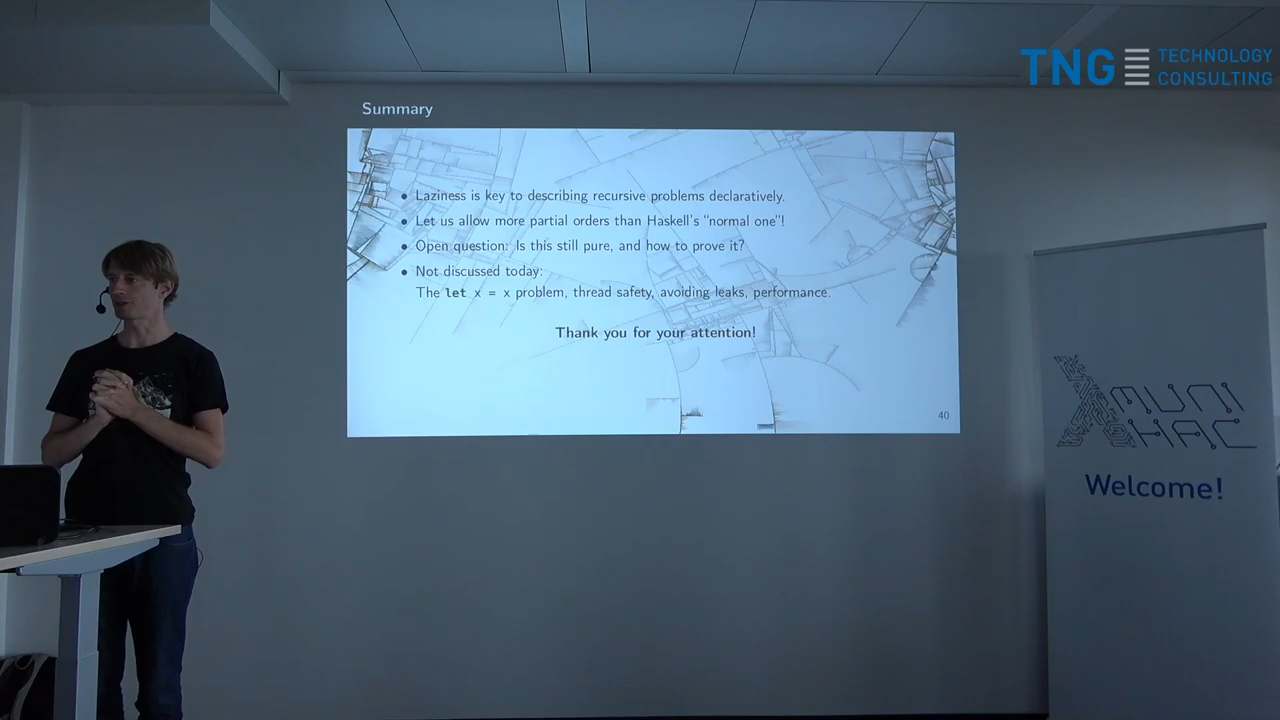 TNG TECHNOLOGY
CONSULTING
Summary
• Laziness is key to describing recursive problems declaratively.
• Let us allow more partial orders than Haskell's “normal one”!
• Open question: Is this still pure, and how to prove it?
• Not discussed today:
The let x = x problem, thread safety, avoiding leaks, performance.
Thank you for your attention!
40
MUNI
HAC
Welcome!